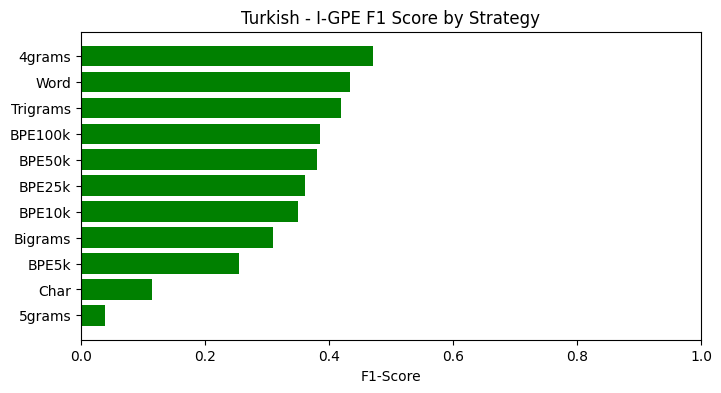 Turkish - I-GPE F1 Score by Strategy
4grams
Word
Trigrams
BPE100k
BPE50k
BPE25k
BPE10k
Bigrams
BPE5k
Char
5grams
0.0 0.2 0.4 0.6 0.8 1.0
F1-Score